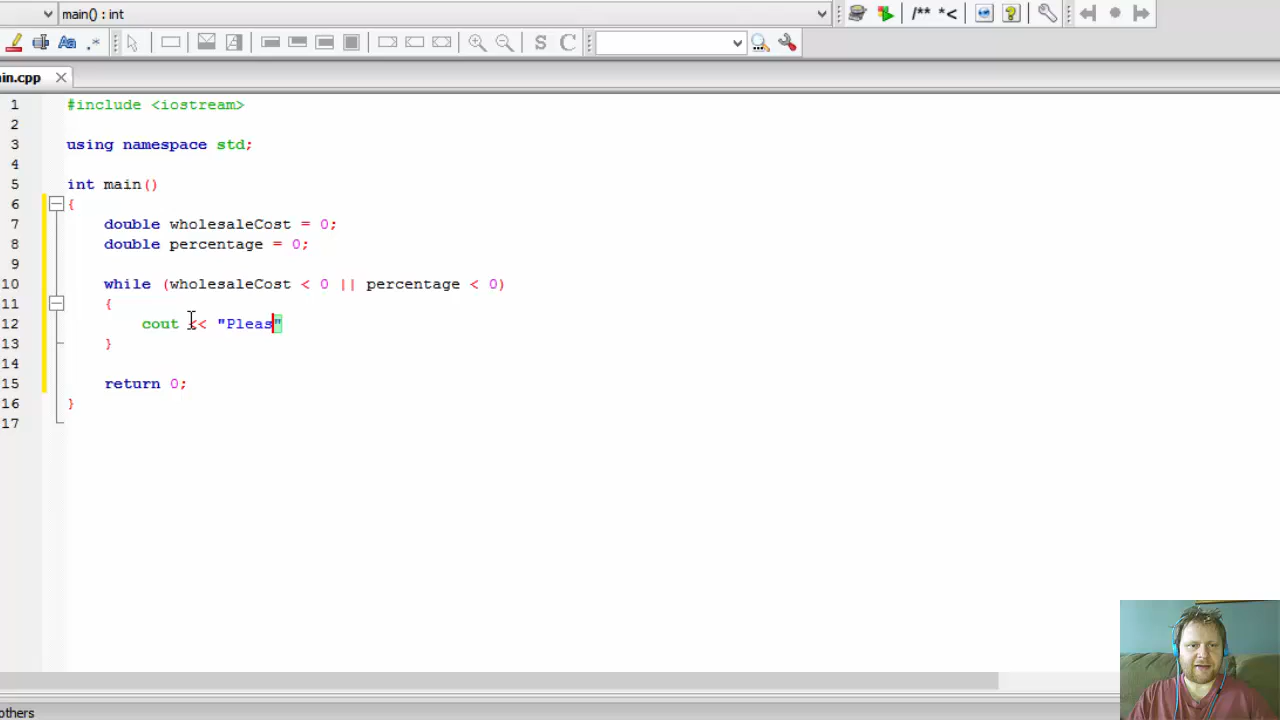 main() : int
/** *<
S C
in.cpp
1 #include <iostream>
2
3 using namespace std;
4
5 int main()
6 {
7 double wholesaleCost = 0;
8 double percentage = 0;
9
10 while (wholesaleCost < 0 || percentage < 0)
11 {
12 cout << "Pleas"
13 }
14
15 return 0;
16 }
17
others